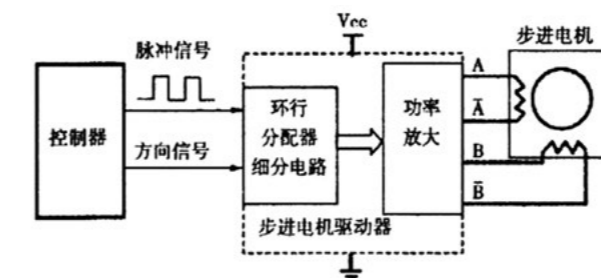 Vcc
步进电机
脉冲信号
控制器
方向信号
环行
分配器
细分电路
功率
放大
A
A̅
B
B̅
步进电机驱动器